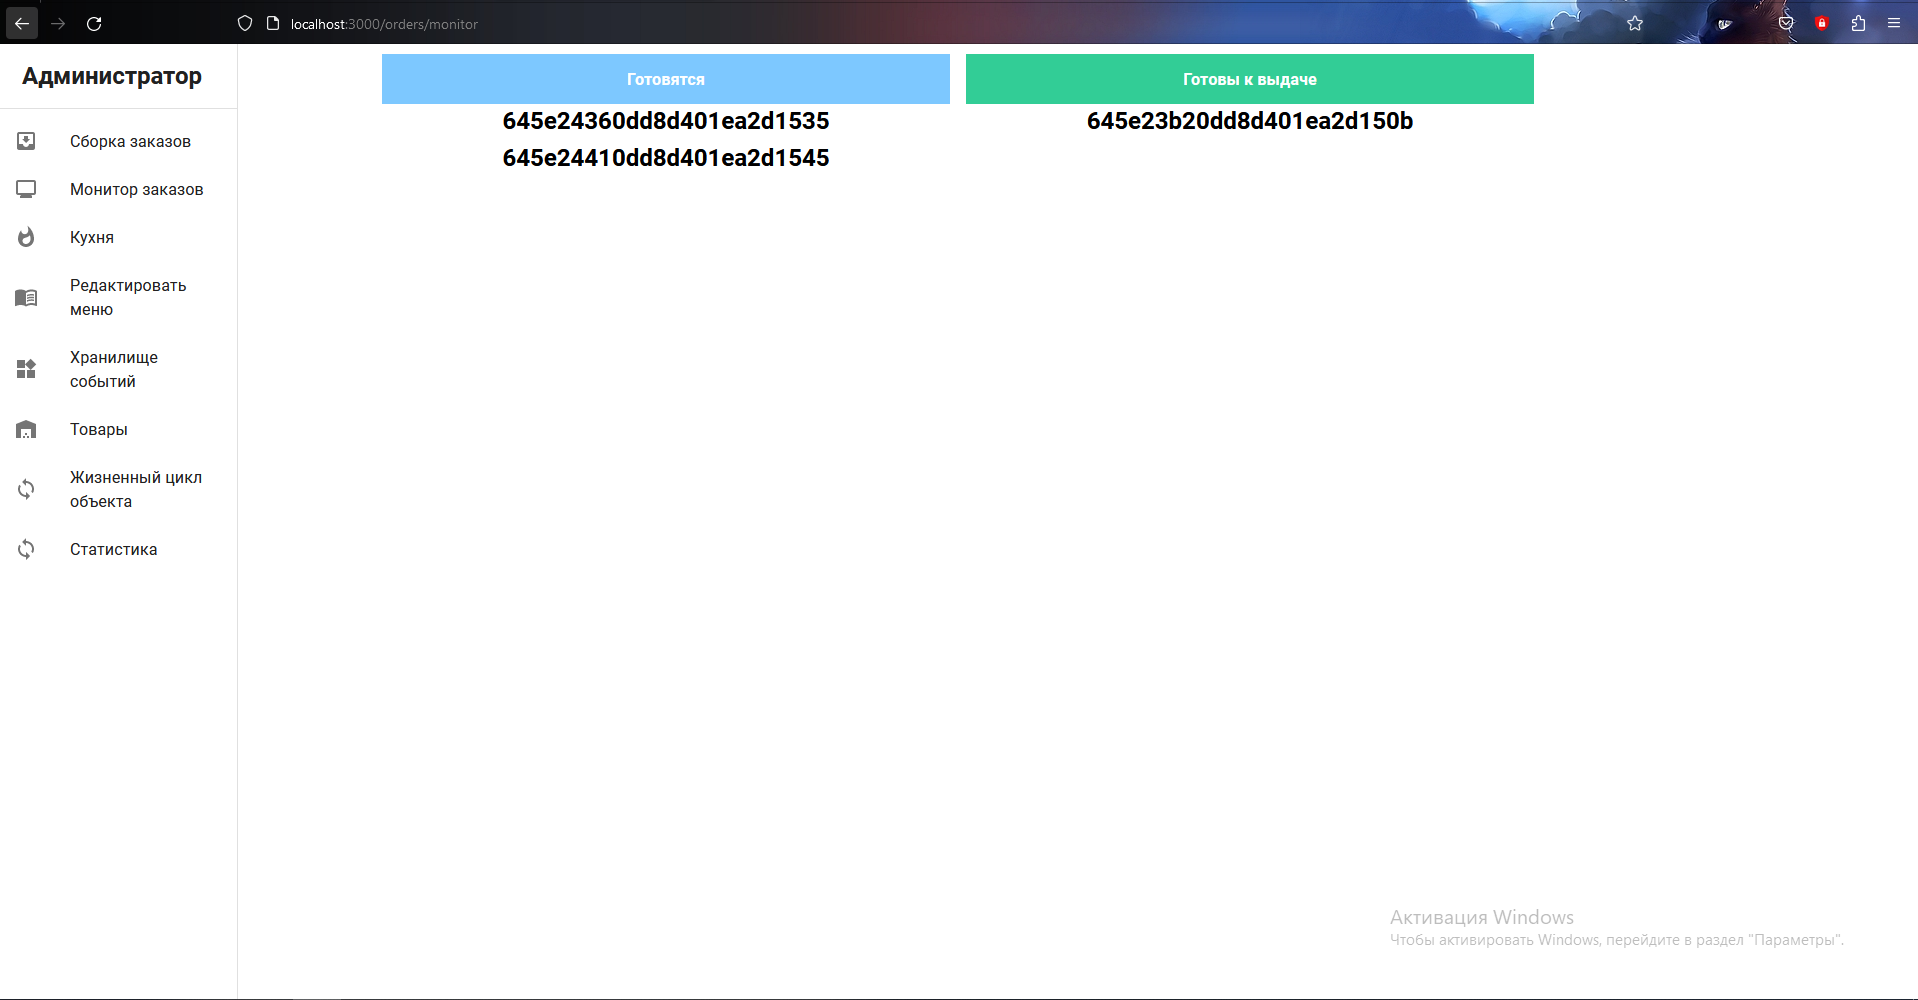 localhost:3000/orders/monitor
Администратор
Сборка заказов
Монитор заказов
Кухня
Редактировать
меню
Хранилище
событий
Товары
Жизненный цикл
объекта
Статистика
Готовятся
645e24360dd8d401ea2d1535
645e24410dd8d401ea2d1545
Готовы к выдаче
645e23b20dd8d401ea2d150b
Активация Windows
Чтобы активировать Windows, перейдите в раздел "Параметры".